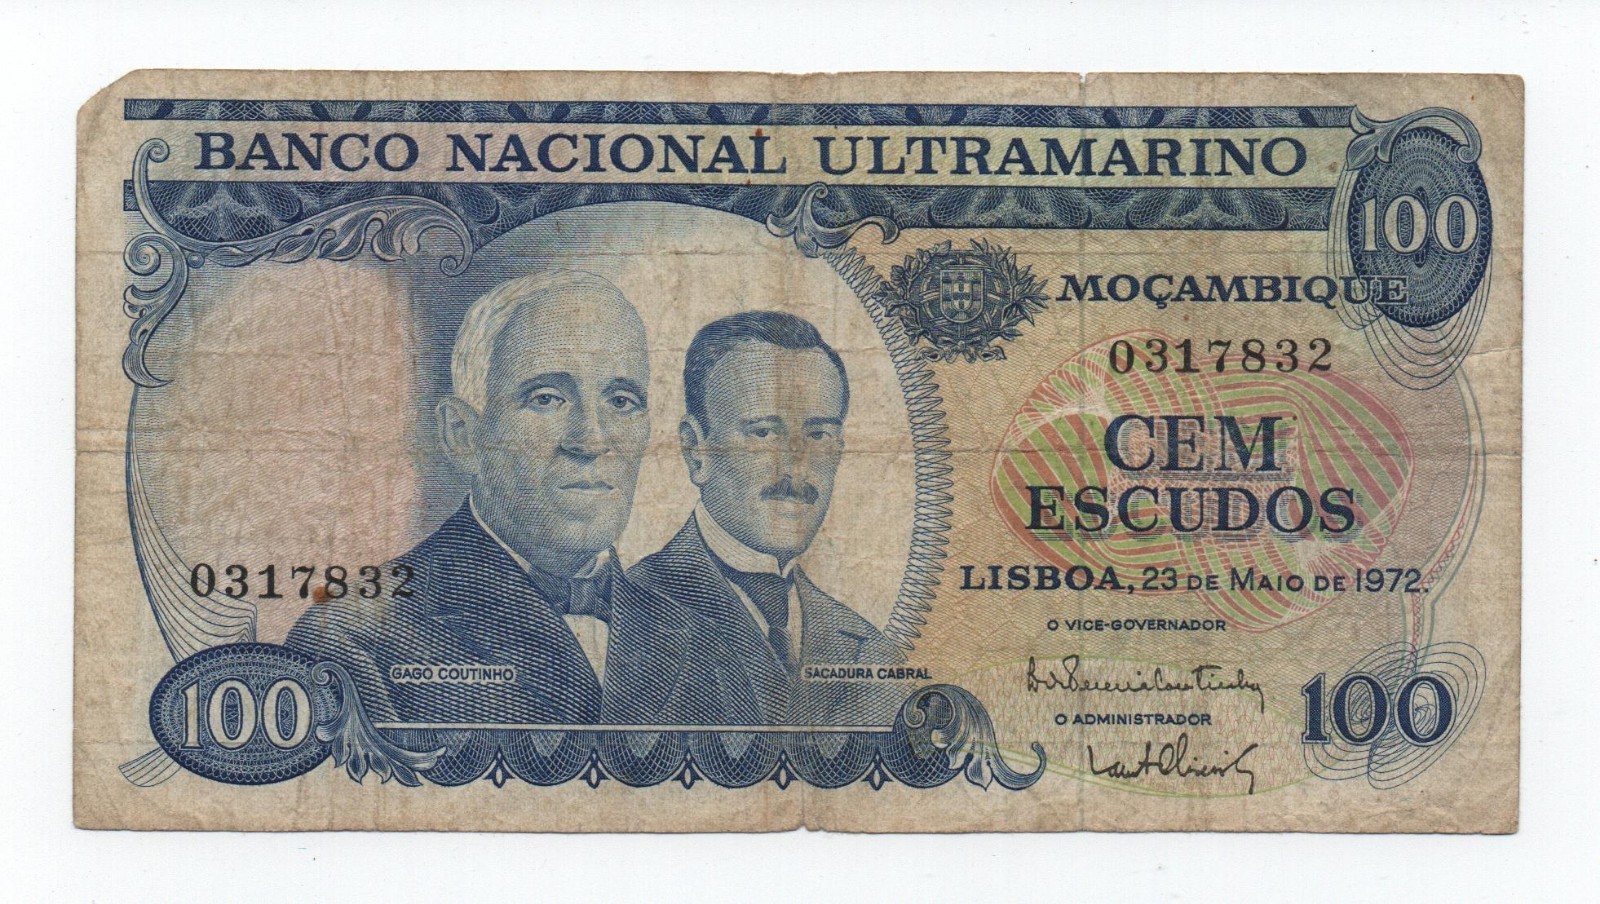 BANCO NACIONAL ULTRAMARINO
100
MOÇAMBIQUE
0317832
CEM
ESCUDOS
LISBOA, 23 DE MAIO DE 1972.
0317832
O VICE-GOVERNADOR
GAGO COUTINHO
SACADURA CABRAL
100
O ADMINISTRADOR
100